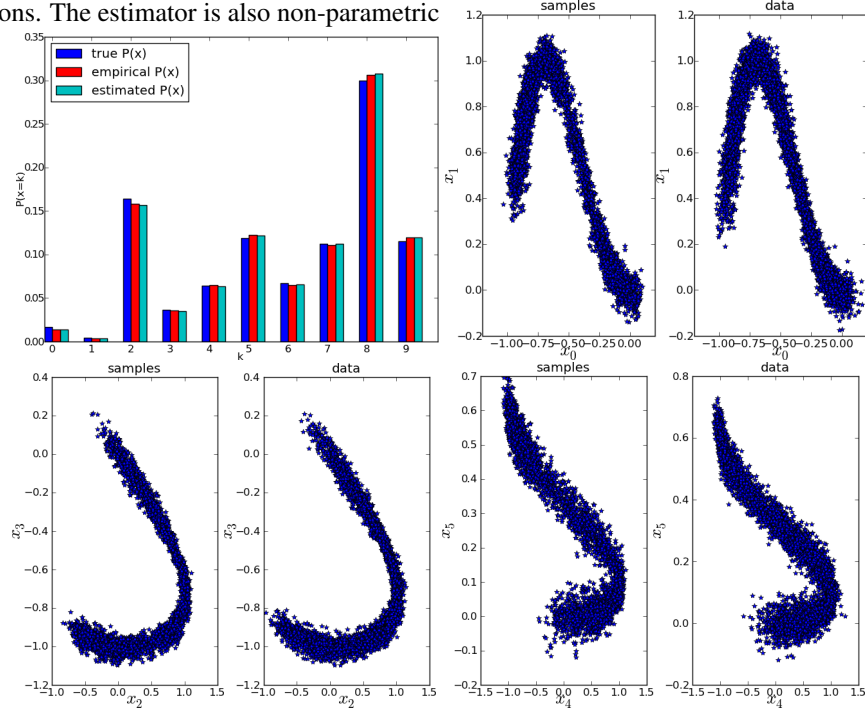 ons. The estimator is also non-parametric
true P(x)
empirical P(x)
estimated P(x)
P(x=k)
0.35
0.30
0.25
0.20
0.15
0.10
0.05
0.00
0 1 2 3 4 5 6 7 8 9
k
samples
x1
1.2
1.0
0.8
0.6
0.4
0.2
0.0
−0.2
−1.00−0.75−0.50−0.250.00
x0
data
x1
1.2
1.0
0.8
0.6
0.4
0.2
0.0
−0.2
−1.00−0.75−0.50−0.250.00
x0
samples
x3
0.4
0.2
0.0
−0.2
−0.4
−0.6
−0.8
−1.0
−1.2
−1.0 −0.5 0.0 0.5 1.0 1.5
x2
data
x3
0.4
0.2
0.0
−0.2
−0.4
−0.6
−0.8
−1.0
−1.2
−1.0 −0.5 0.0 0.5 1.0 1.5
x2
samples
x5
0.7
0.6
0.5
0.4
0.3
0.2
0.1
0.0
−0.1
−0.2
−1.5 −1.0 −0.5 0.0 0.5 1.0 1.5
x4
data
x5
0.8
0.6
0.4
0.2
0.0
−0.2
−1.5 −1.0 −0.5 0.0 0.5 1.0 1.5
x4